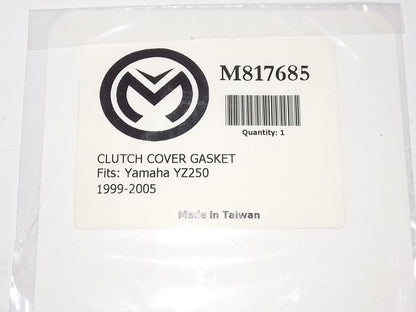 M817685
Quantity: 1
CLUTCH COVER GASKET
Fits: Yamaha YZ250
1999-2005
Made in Taiwan